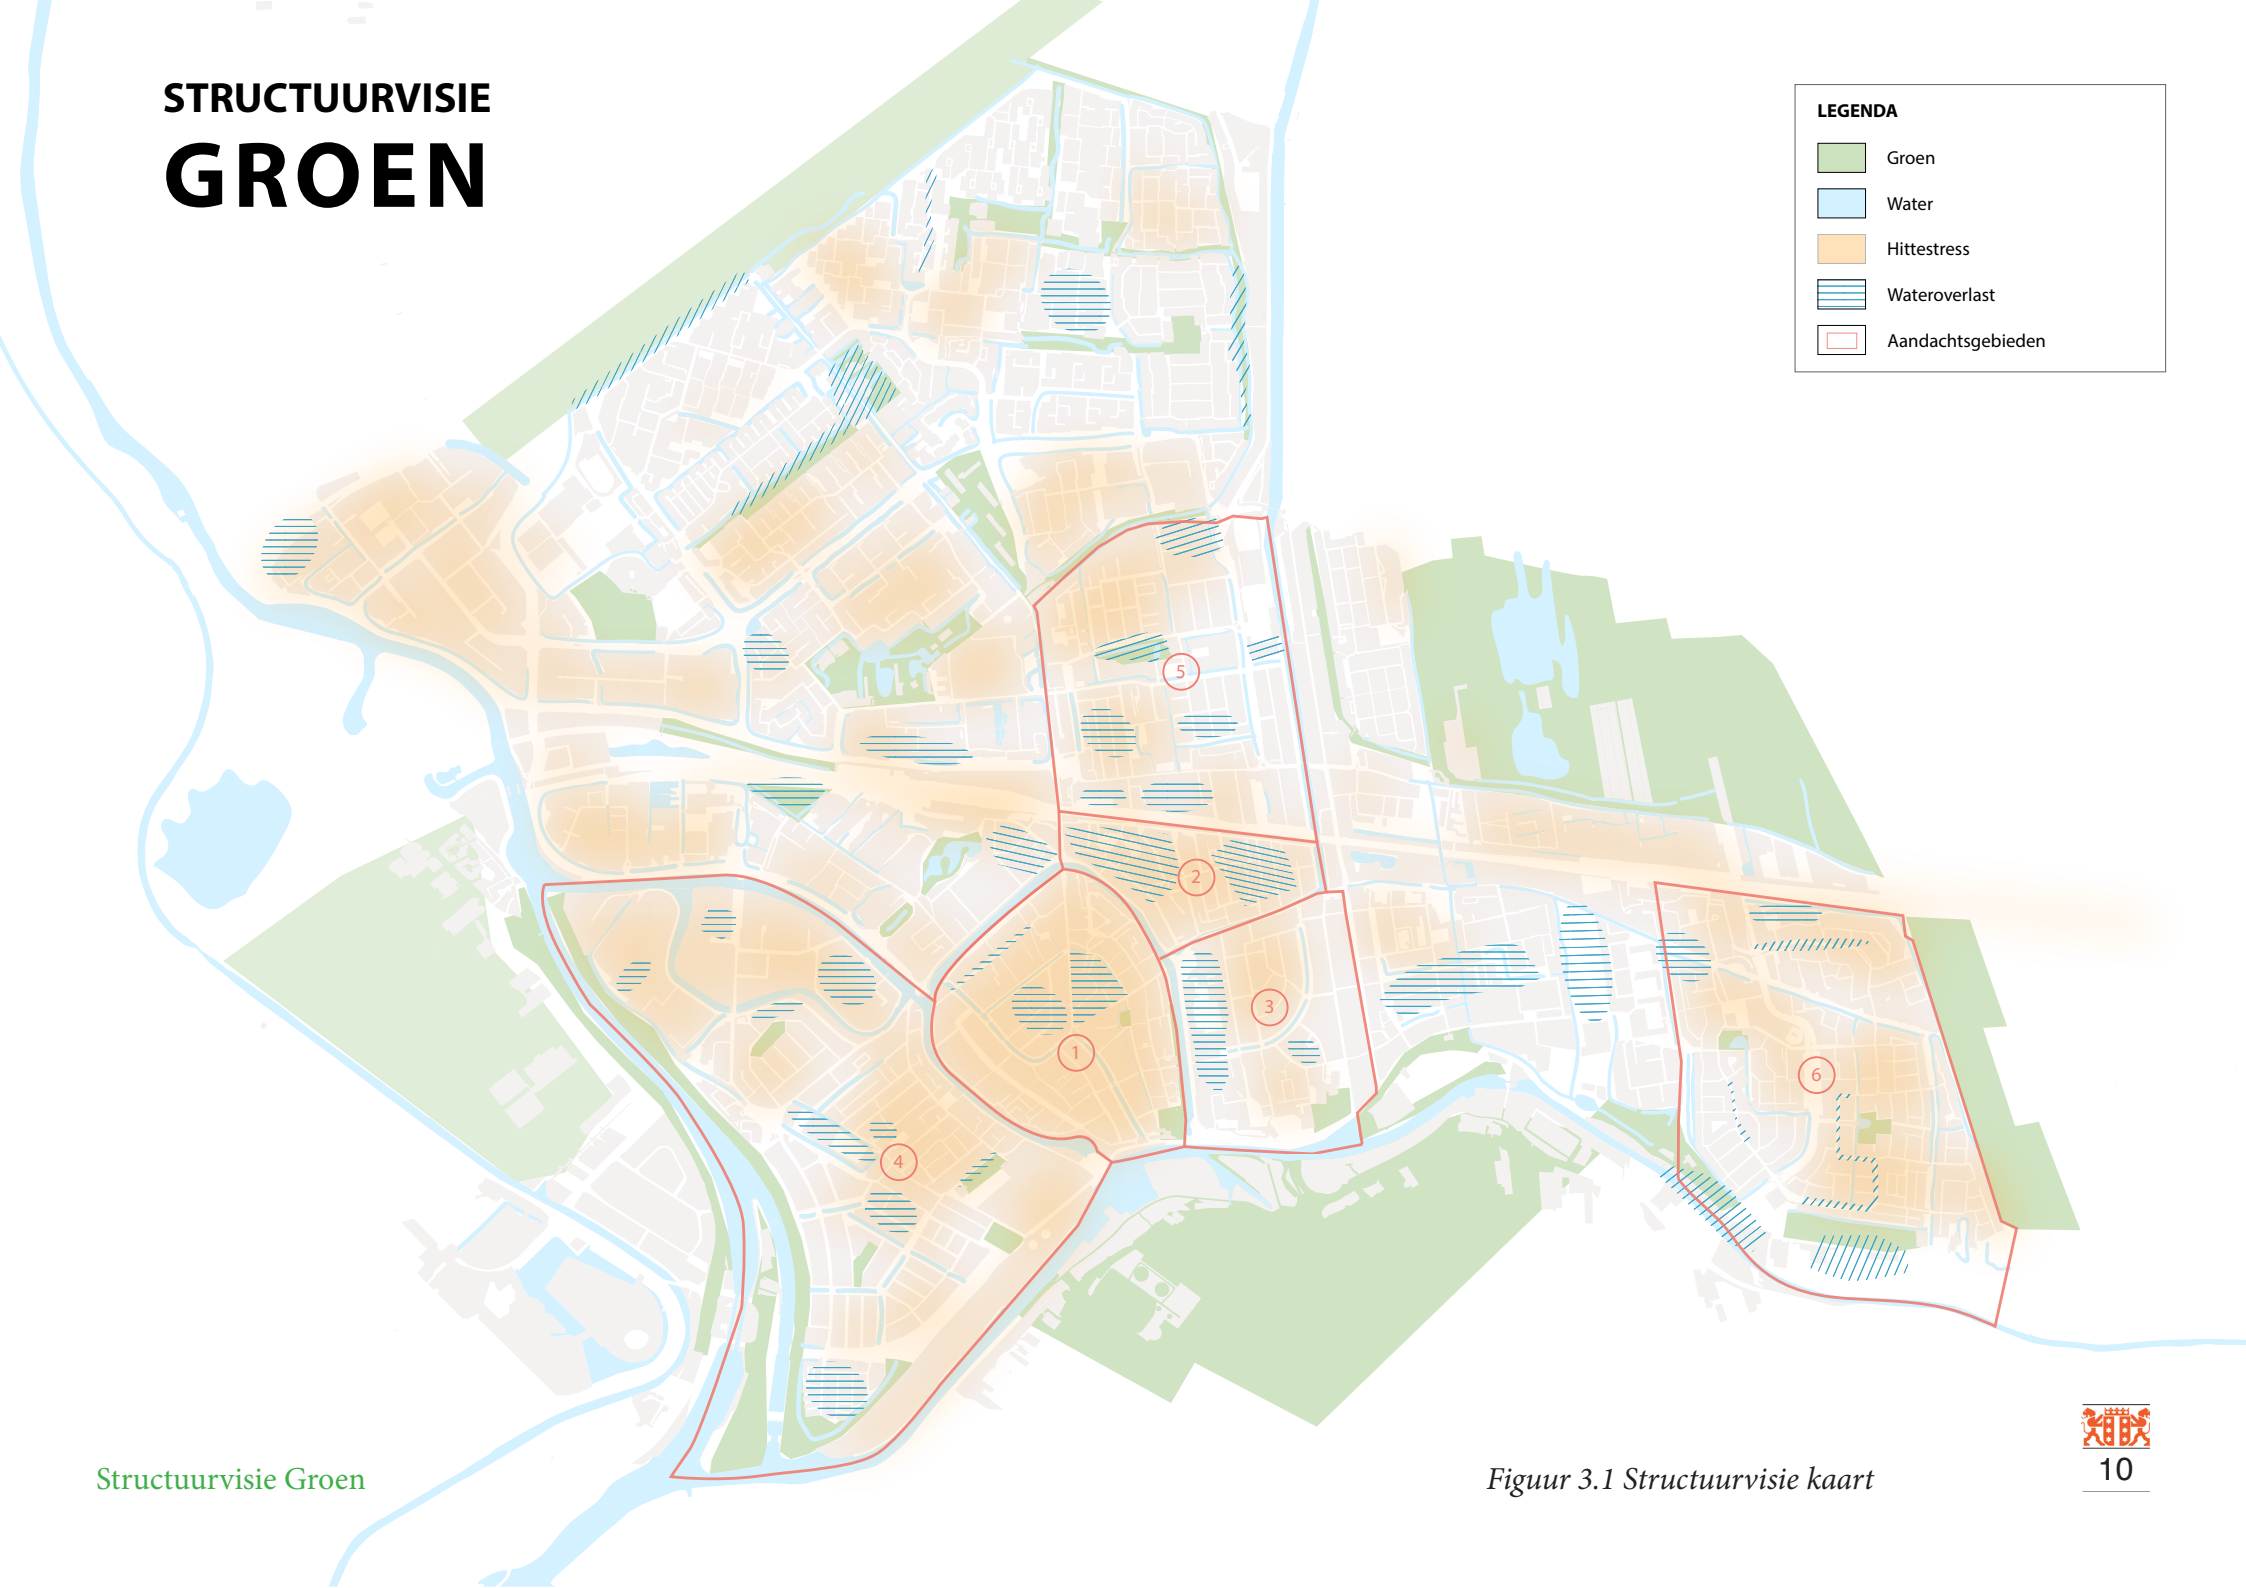 STRUCTUURVISIE
GROEN
LEGENDA
Groen
Water
Hittestress
Wateroverlast
Aandachtsgebieden
5
2
3
1
6
4
Structuurvisie Groen
Figuur 3.1 Structuurvisie kaart
10